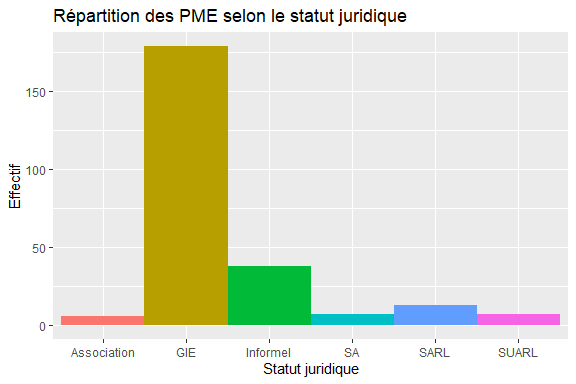 Répartition des PME selon le statut juridique
Effectif
150
100
50
0
Association GIE Informel SA SARL SUARL
Statut juridique